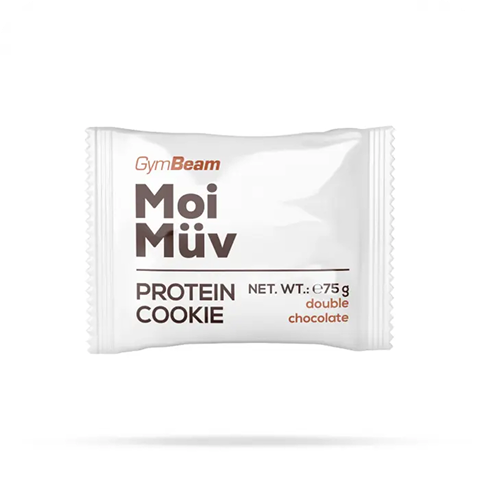 GymBeam
Moi
Müv
PROTEIN
COOKIE
NET. WT.: ℮75 g
double
chocolate